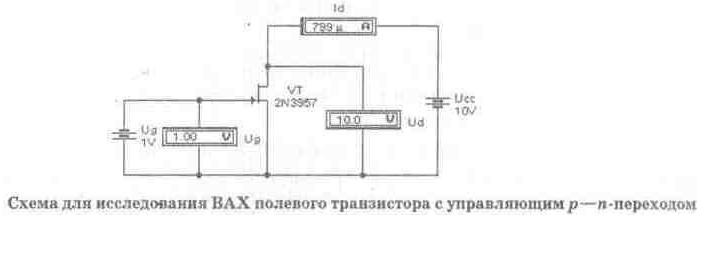 Id
799 µ A
VT
2N3957
Ucc
10V
10.0 V
Ud
Ug
1V
1.00 V
Ug
Схема для исследования ВАХ полевого транзистора с управляющим p—n-переходом